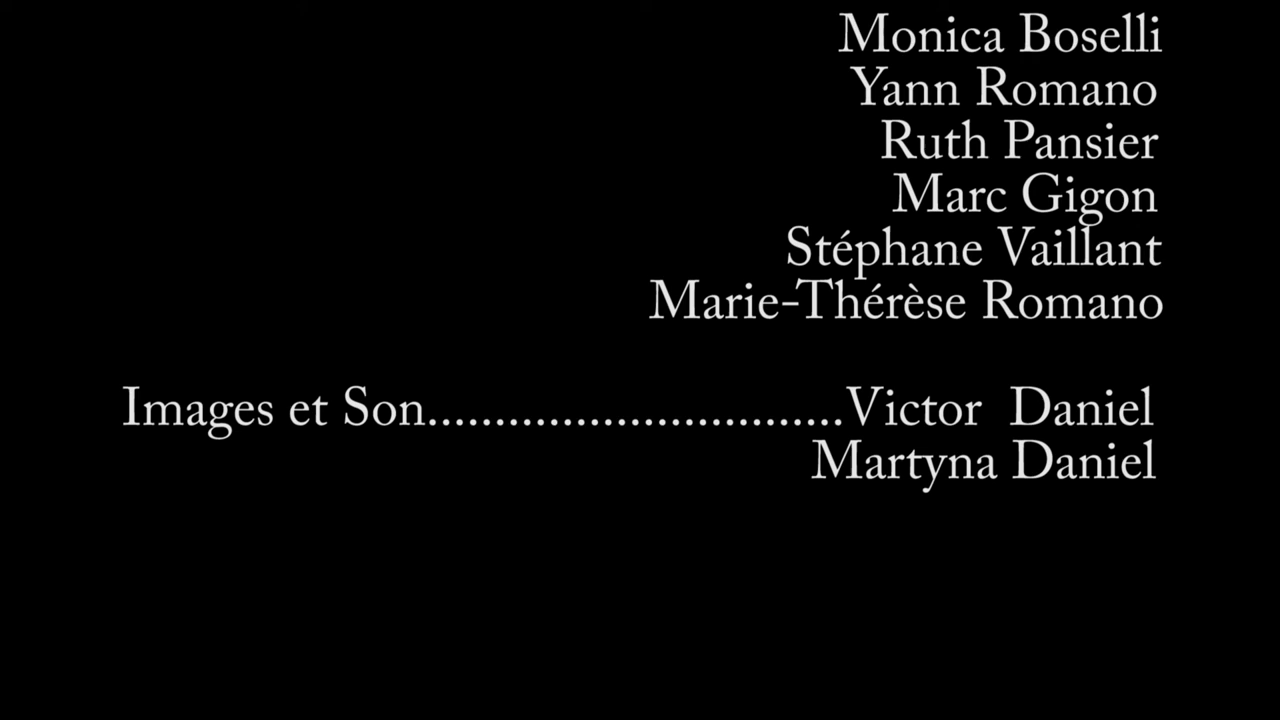 Monica Boselli
Yann Romano
Ruth Pansier
Marc Gigon
Stéphane Vaillant
Marie-Thérèse Romano
Images et Son...............................Victor Daniel
Martyna Daniel